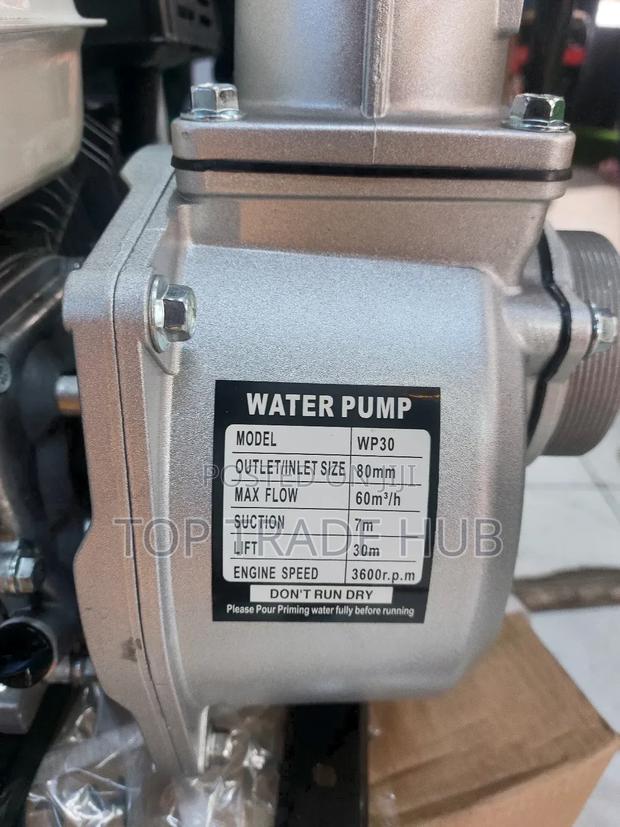 WATER PUMP
MODEL WP30
OUTLET/INLET SIZE 80mm
MAX FLOW 60m³/h
SUCTION 7m
LIFT 30m
ENGINE SPEED 3600r.p.m
DON'T RUN DRY
Please Pour Priming water fully before running
POSTED ON JIJI
TOP TRADE HUB